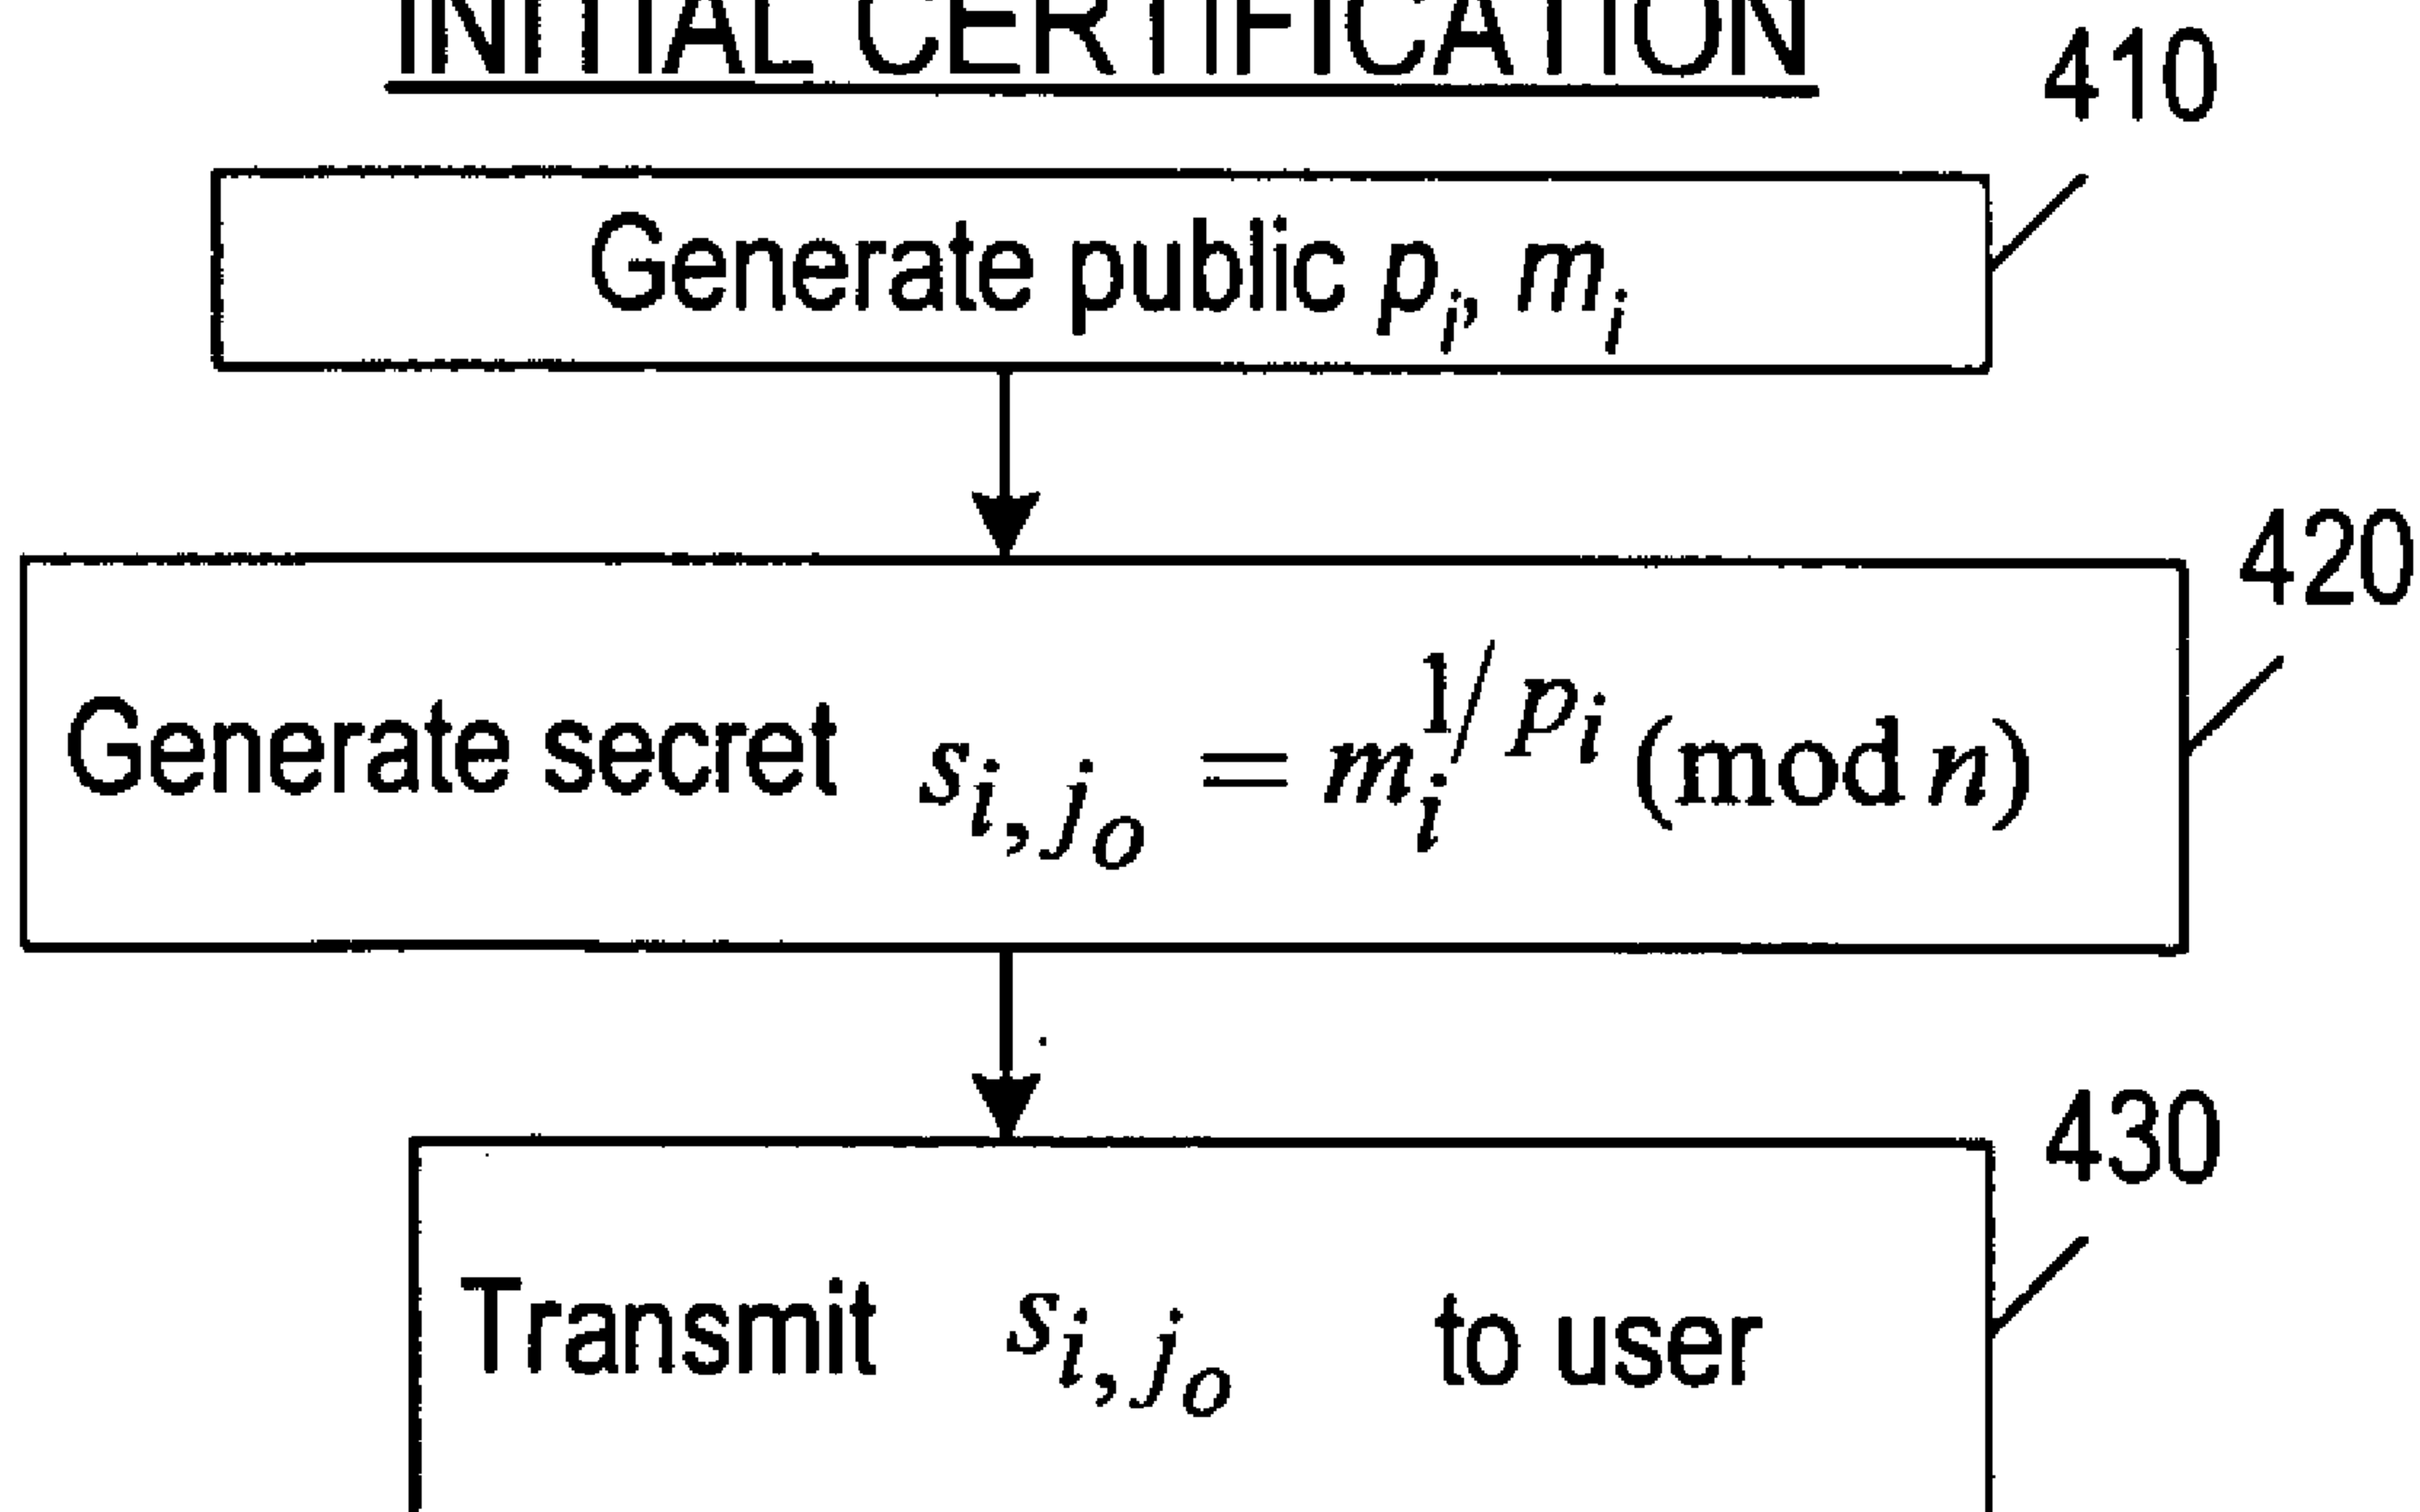 INITIAL CERTIFICATION
410
Generate public p_i, m_i
420
Generate secret s_{i,j_o} = m_i^{1/p_i} (mod n)
430
Transmit s_{i,j_o} to user